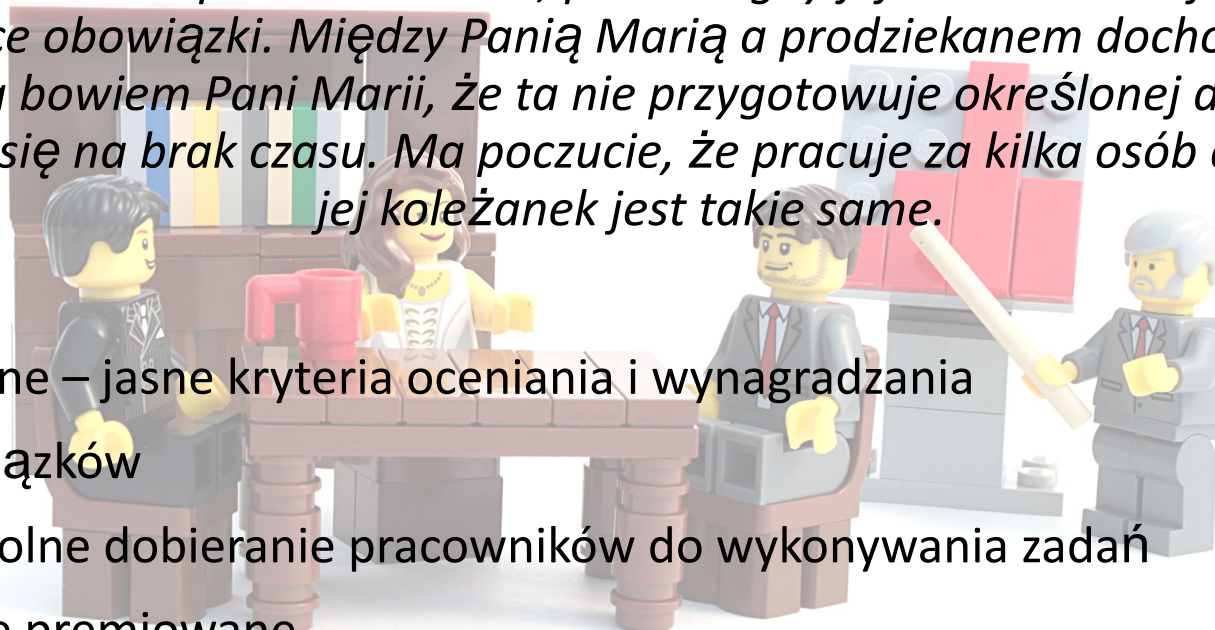 ce obowiązki. Między Panią Marią a prodziekanem docho
bowiem Pani Marii, że ta nie przygotowuje określonej
się na brak czasu. Ma poczucie, że pracuje za kilka osób
jej koleżanek jest takie same.
ne – jasne kryteria oceniania i wynagradzania
ązków
olne dobieranie pracowników do wykonywania zadań
premiowane